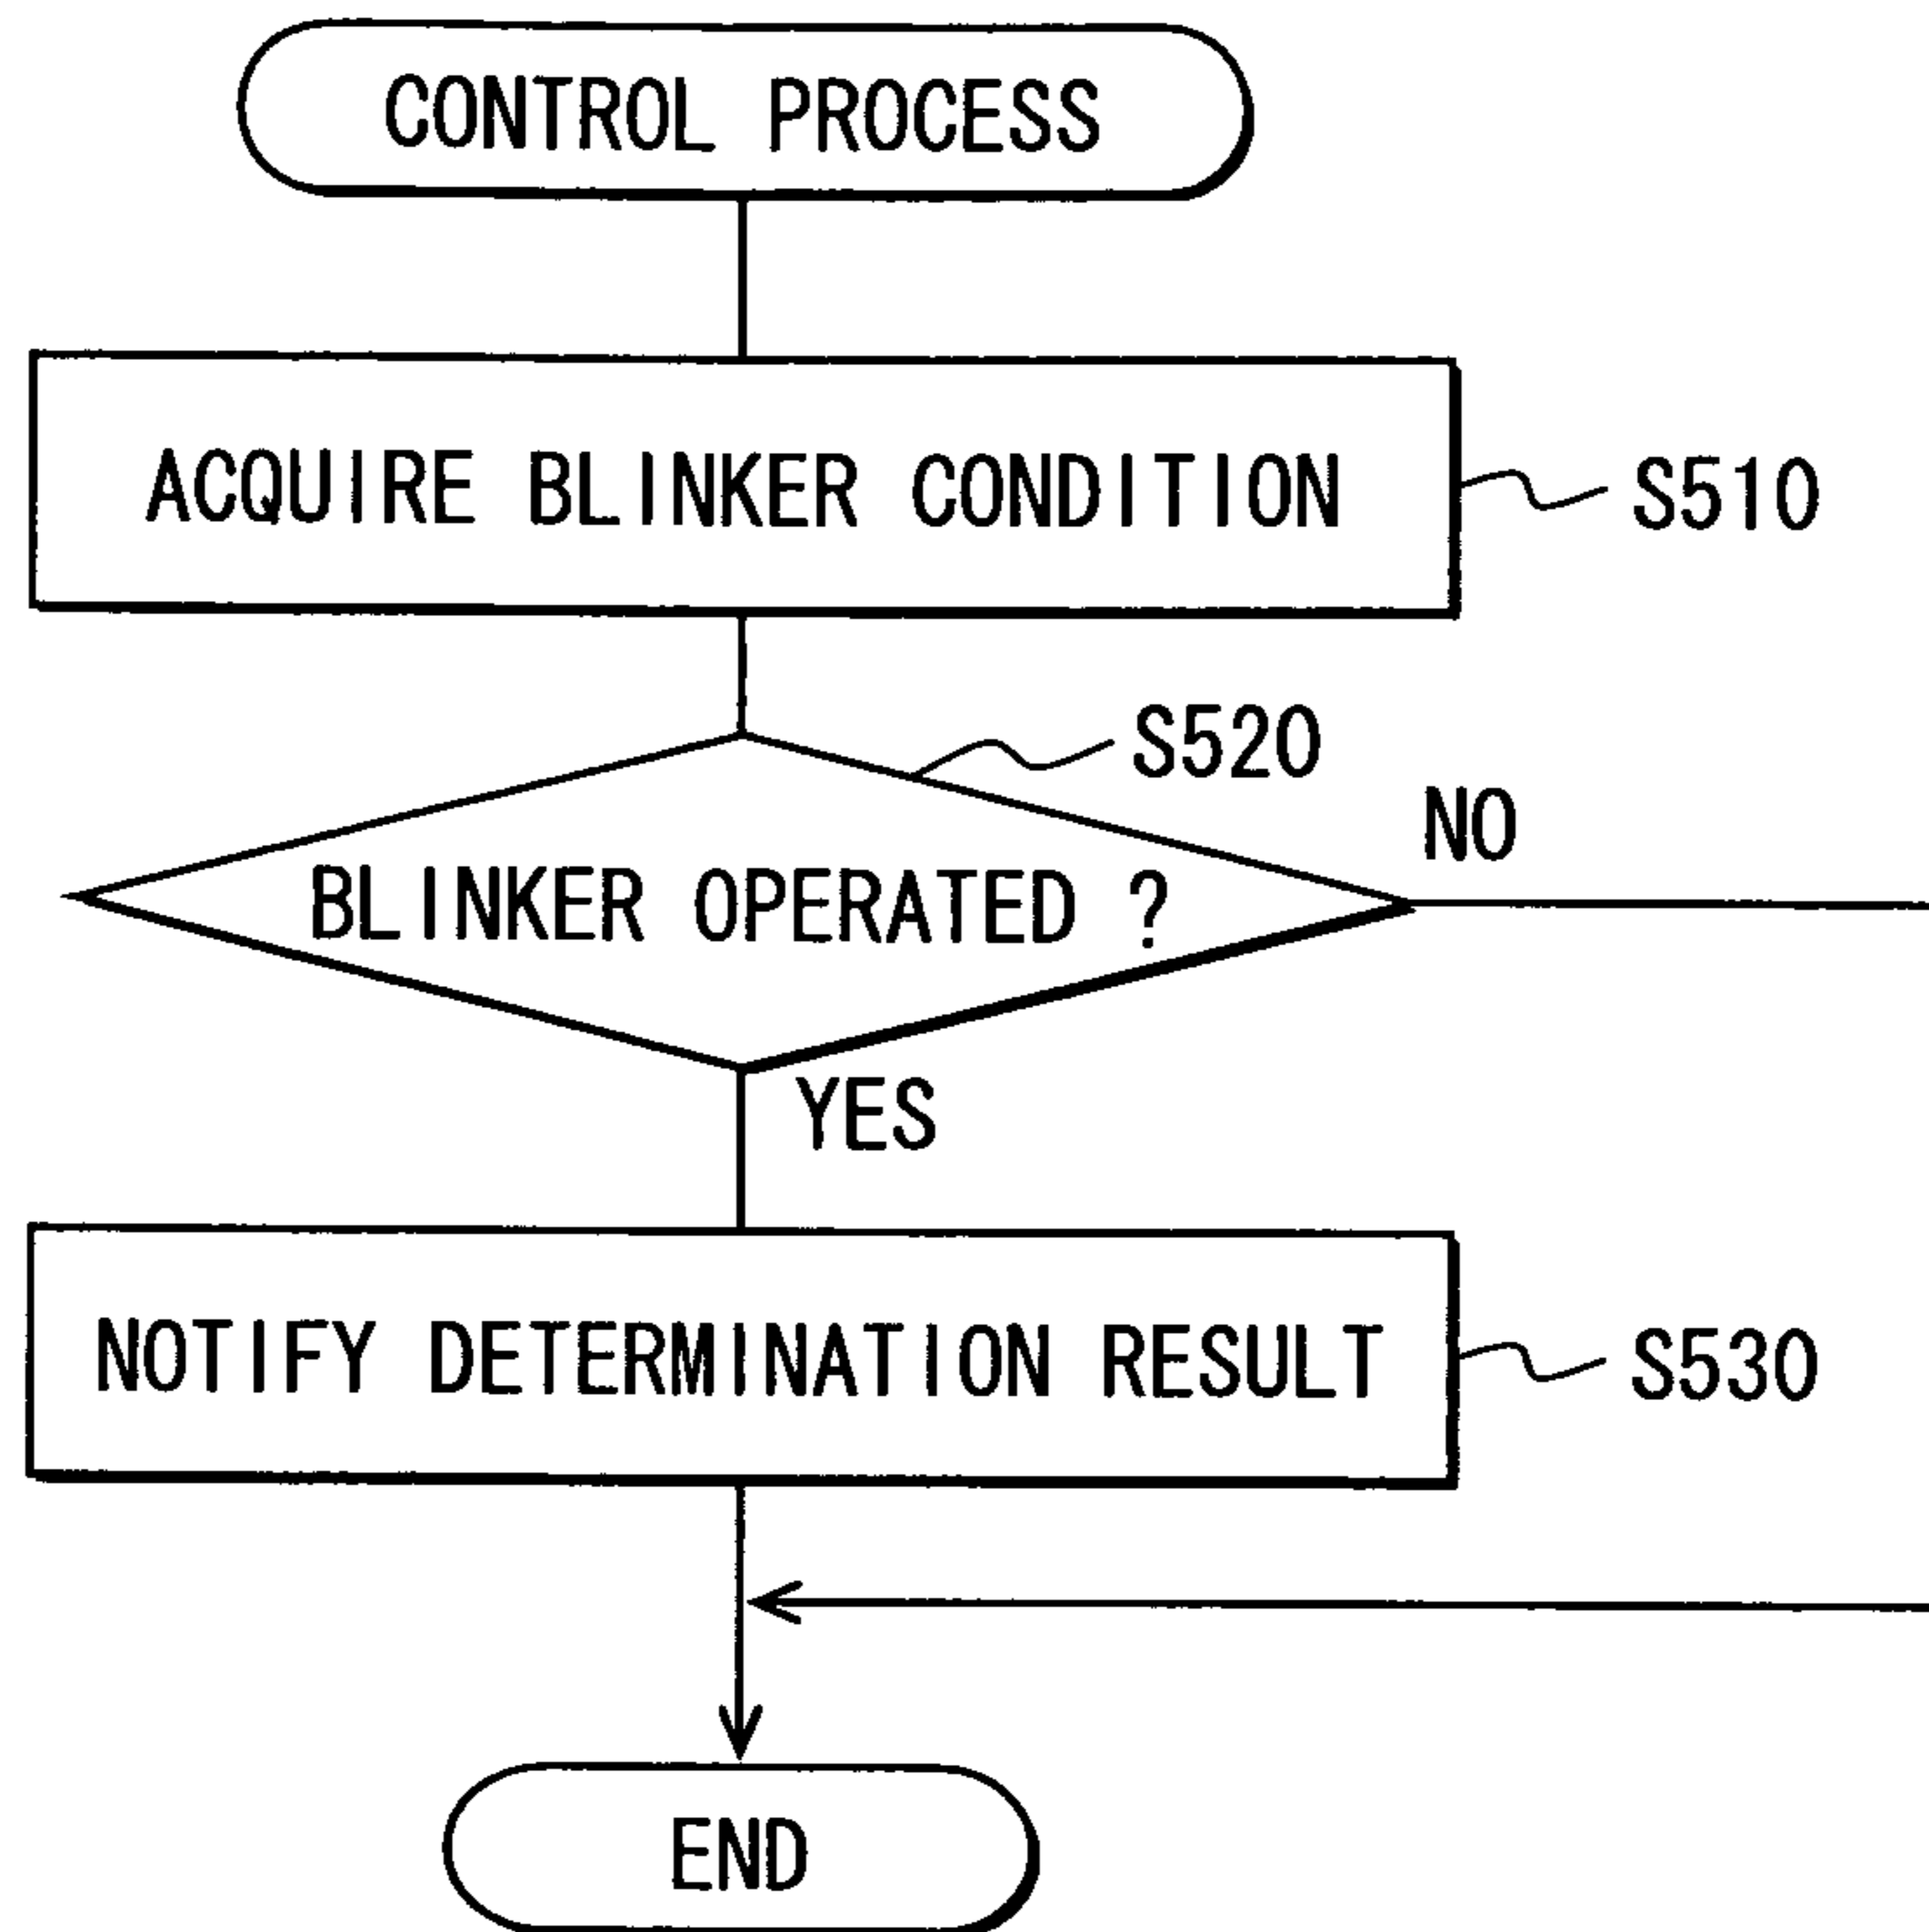 CONTROL PROCESS
ACQUIRE BLINKER CONDITION
S510
S520
NO
BLINKER OPERATED ?
YES
NOTIFY DETERMINATION RESULT
S530
END